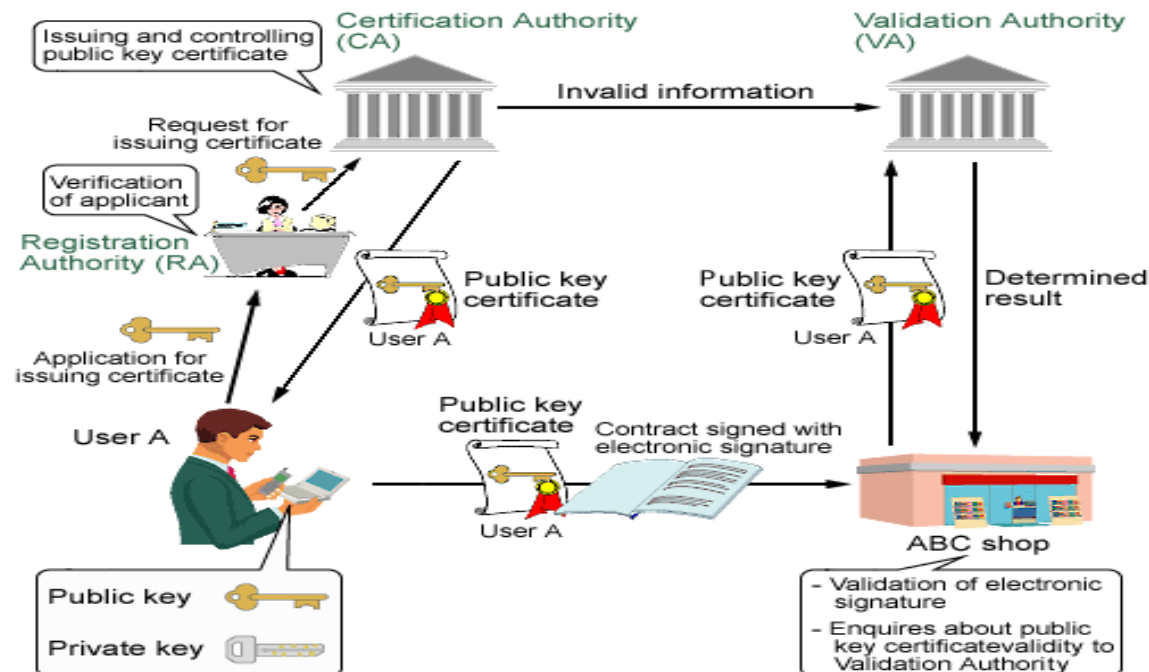 Certification Authority
(CA)
Validation Authority
(VA)
Issuing and controlling
public key certificate
Invalid information
Request for
issuing certificate
Verification
of applicant
Registration
Authority (RA)
Public key
certificate
User A
Public key
certificate
User A
Determined
result
Application for
issuing certificate
User A
Public key
certificate
User A
Contract signed with
electronic signature
ABC shop
Public key
Private key
- Validation of electronic
signature
- Enquires about public
key certificatevalidity to
Validation Authority